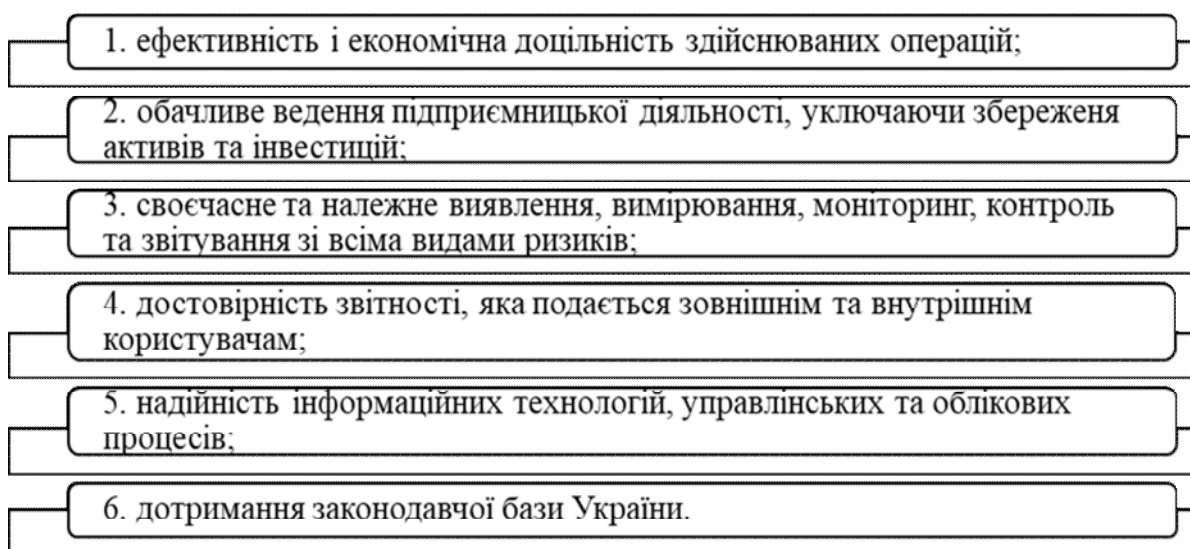 1. ефективність і економічна доцільність здійснюваних операцій;
2. обачливе ведення підприємницької діяльності, уключаючи збереженя
активів та інвестицій;
3. своєчасне та належне виявлення, вимірювання, моніторинг, контроль
та звітування зі всіма видами ризиків;
4. достовірність звітності, яка подається зовнішнім та внутрішнім
користувачам;
5. надійність інформаційних технологій, управлінських та облікових
процесів;
6. дотримання законодавчої бази України.